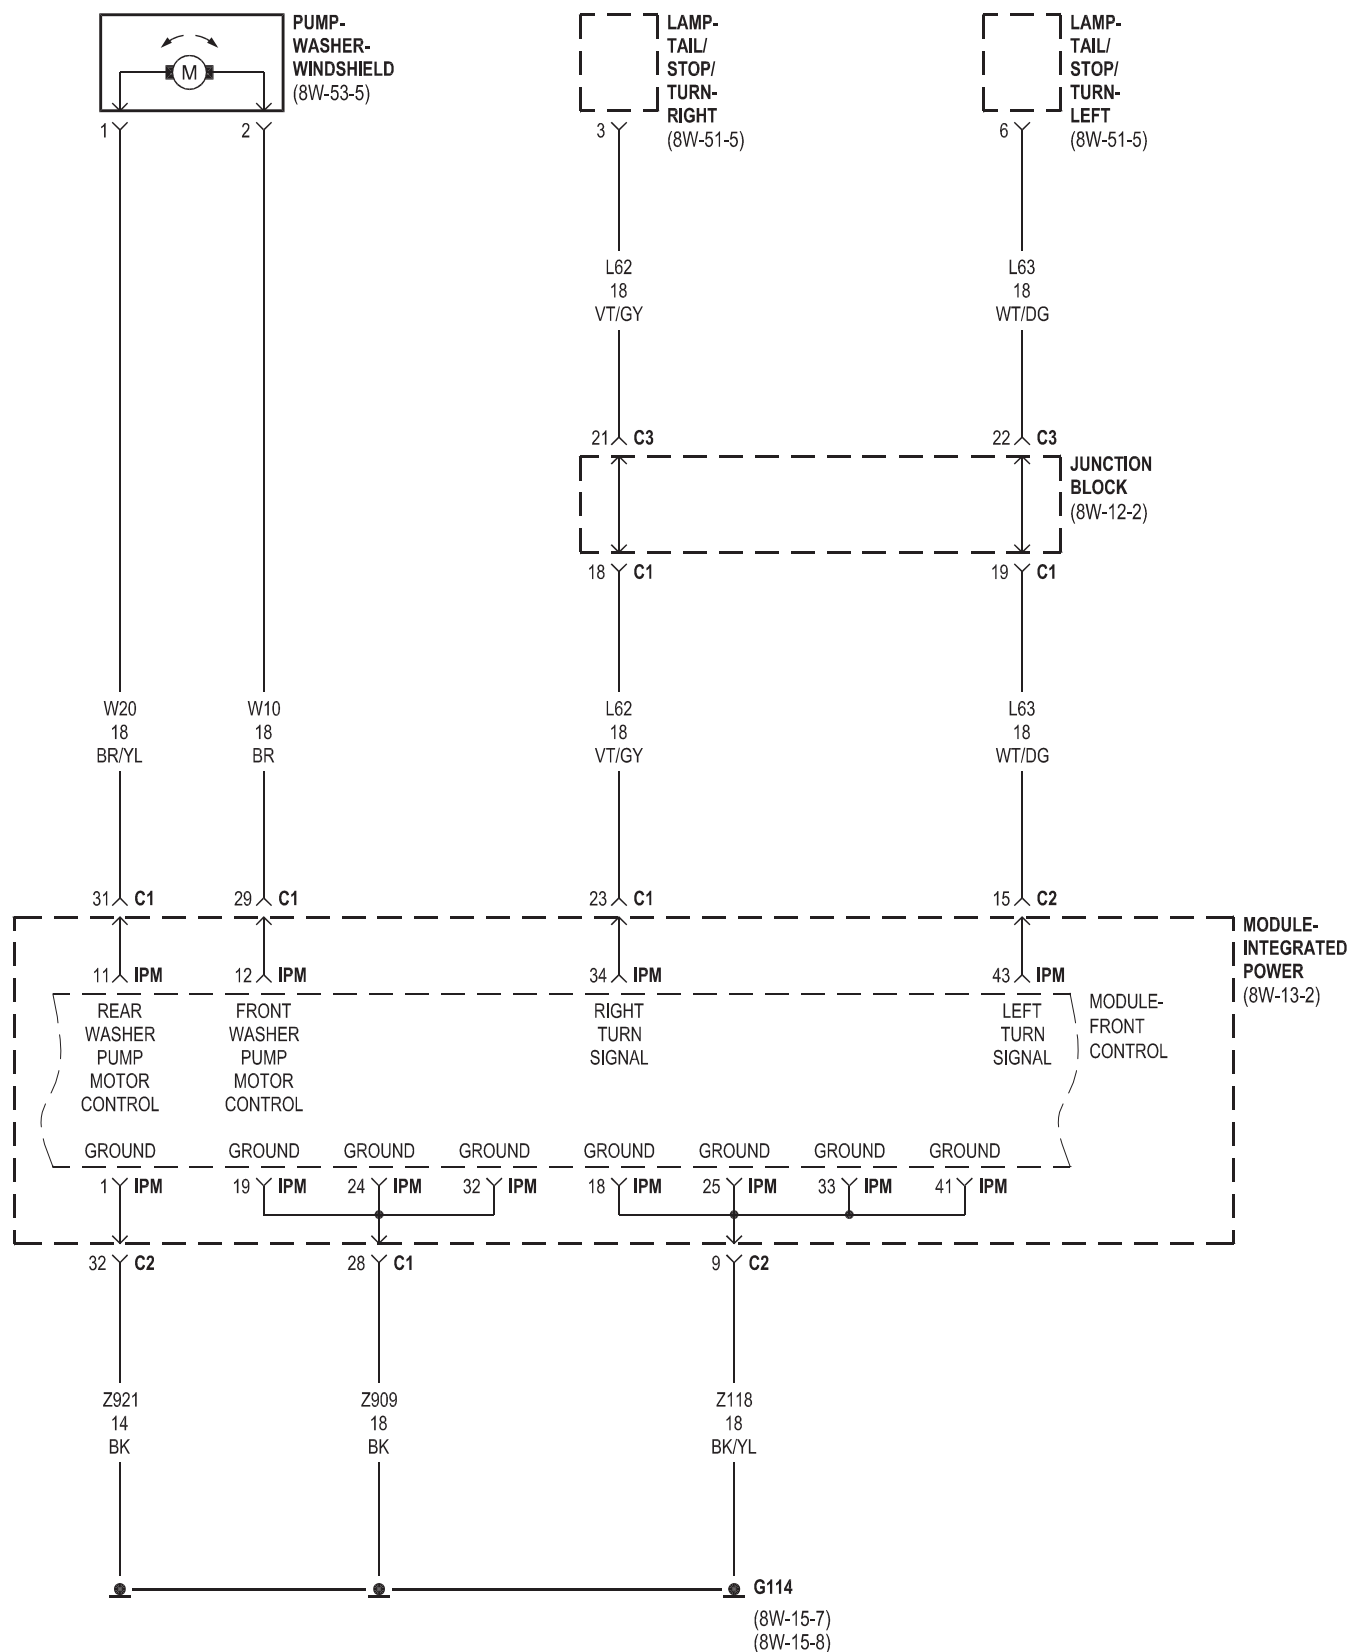 PUMP-
WASHER-
WINDSHIELD
(8W-53-5)
M
LAMP-
TAIL/
STOP/
TURN-
RIGHT
(8W-51-5)
LAMP-
TAIL/
STOP/
TURN-
LEFT
(8W-51-5)
1 2 3 6
L62
18
VT/GY
L63
18
WT/DG
21 C3 22 C3
JUNCTION
BLOCK
(8W-12-2)
18 C1 19 C1
W20
18
BR/YL
W10
18
BR
L62
18
VT/GY
L63
18
WT/DG
31 C1 29 C1 23 C1 15 C2
MODULE-
INTEGRATED
POWER
(8W-13-2)
11 IPM 12 IPM 34 IPM 43 IPM
REAR
WASHER
PUMP
MOTOR
CONTROL
FRONT
WASHER
PUMP
MOTOR
CONTROL
RIGHT
TURN
SIGNAL
LEFT
TURN
SIGNAL
MODULE-
FRONT
CONTROL
GROUND GROUND GROUND GROUND GROUND GROUND GROUND GROUND
1 IPM 19 IPM 24 IPM 32 IPM 18 IPM 25 IPM 33 IPM 41 IPM
32 C2 28 C1 9 C2
Z921
14
BK
Z909
18
BK
Z118
18
BK/YL
G114
(8W-15-7)
(8W-15-8)